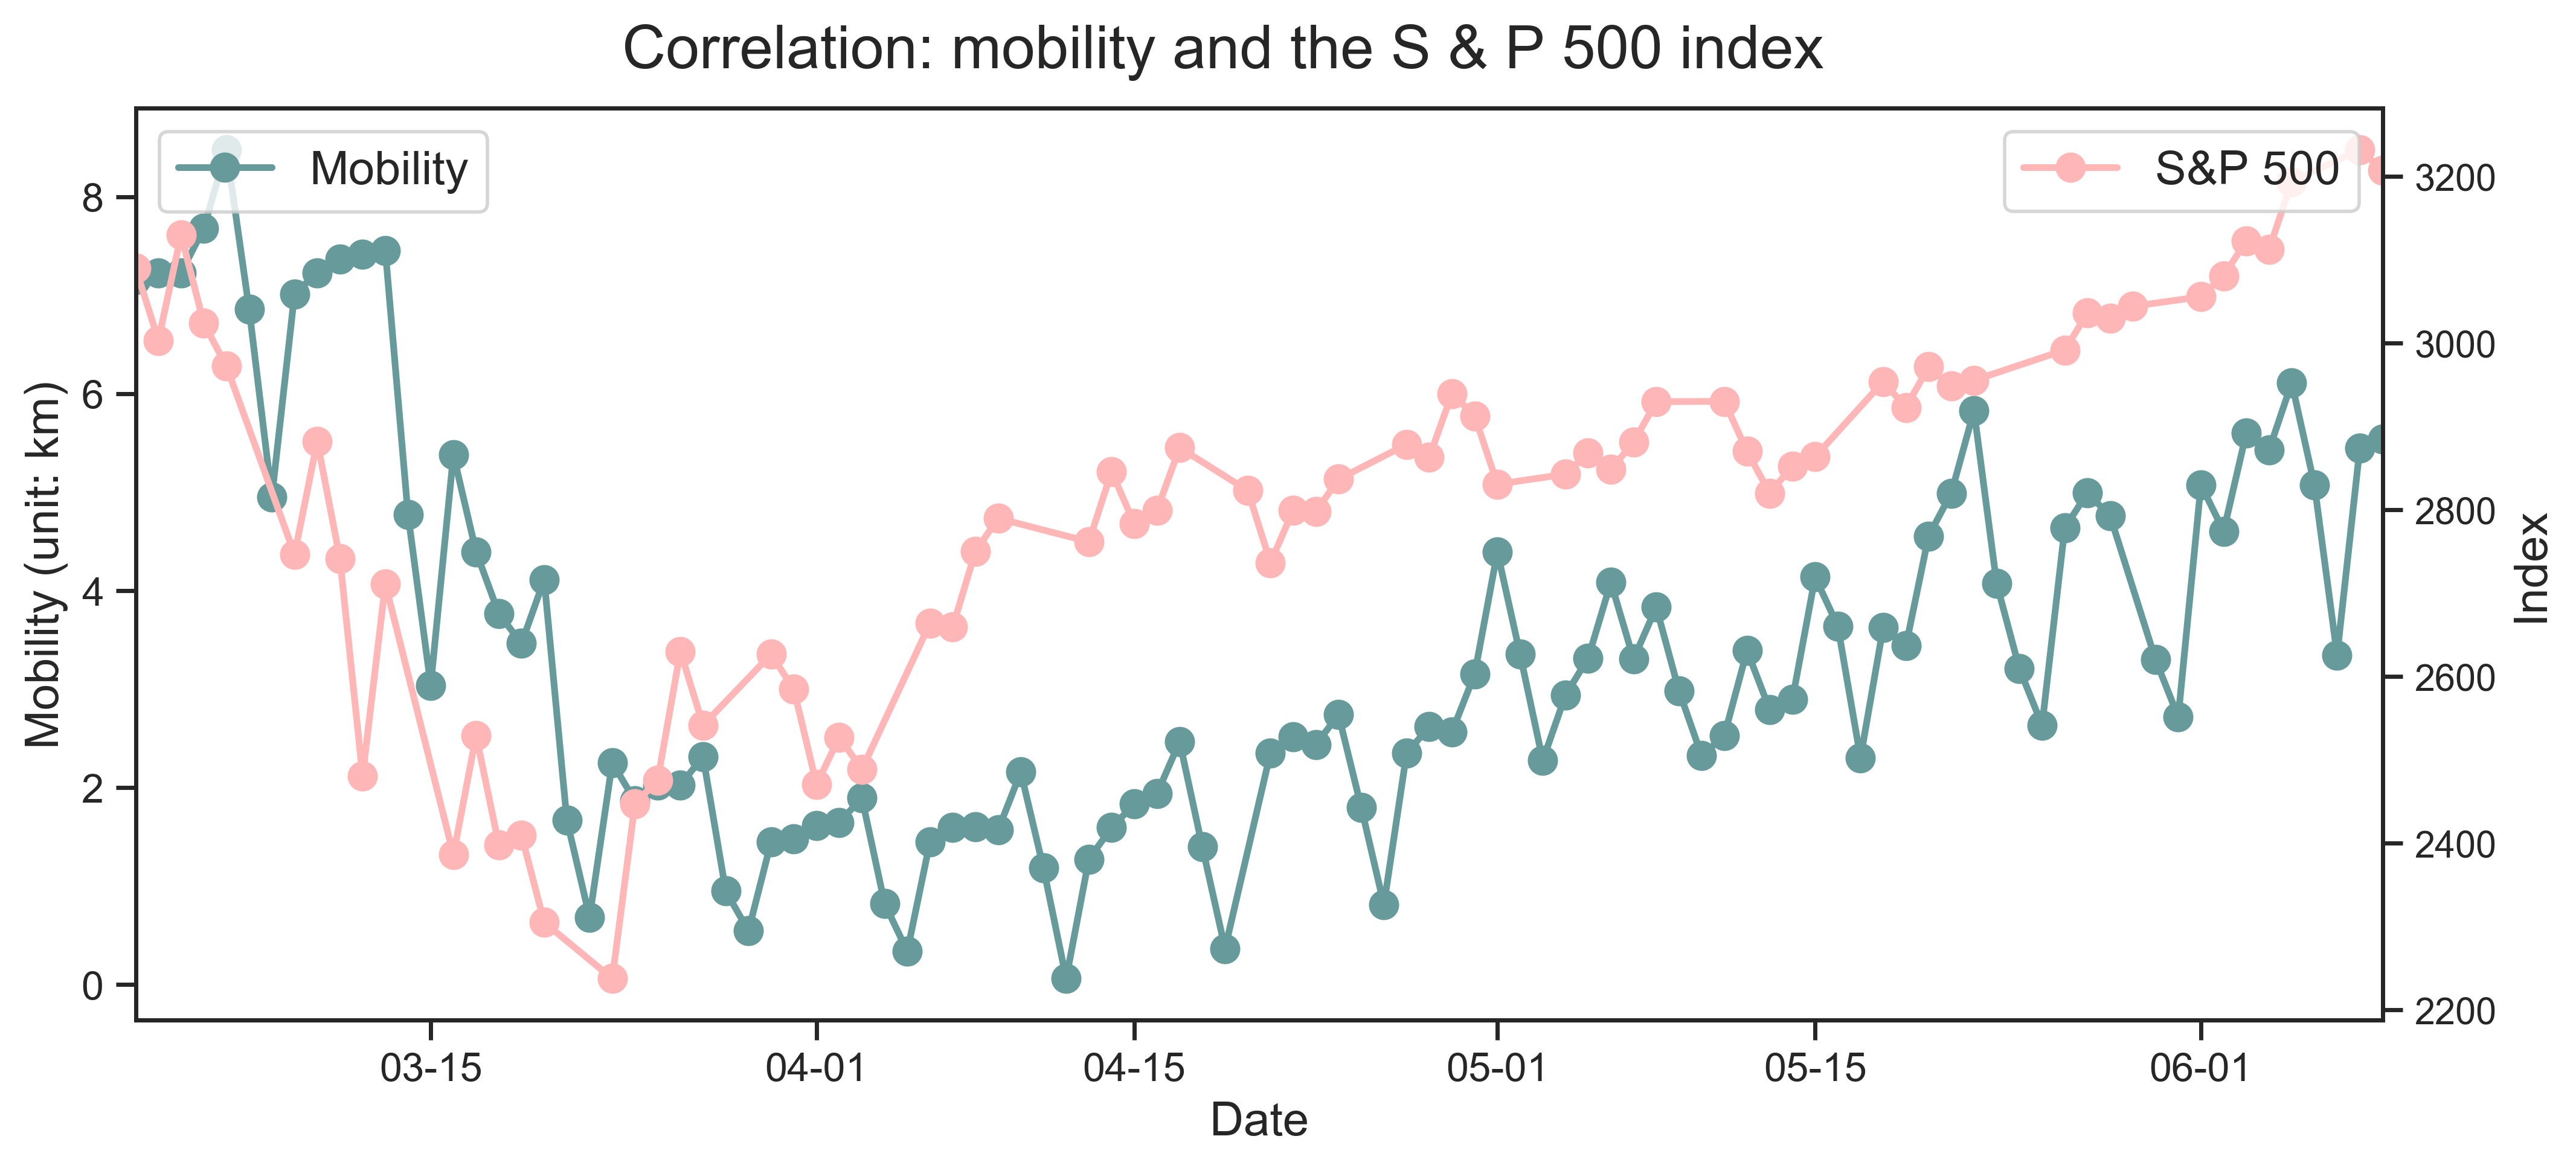 Correlation: mobility and the S & P 500 index
Mobility
S&P 500
8
6
4
2
0
Mobility (unit: km)
3200
3000
2800
2600
2400
2200
Index
03-15
04-01
04-15
05-01
05-15
06-01
Date